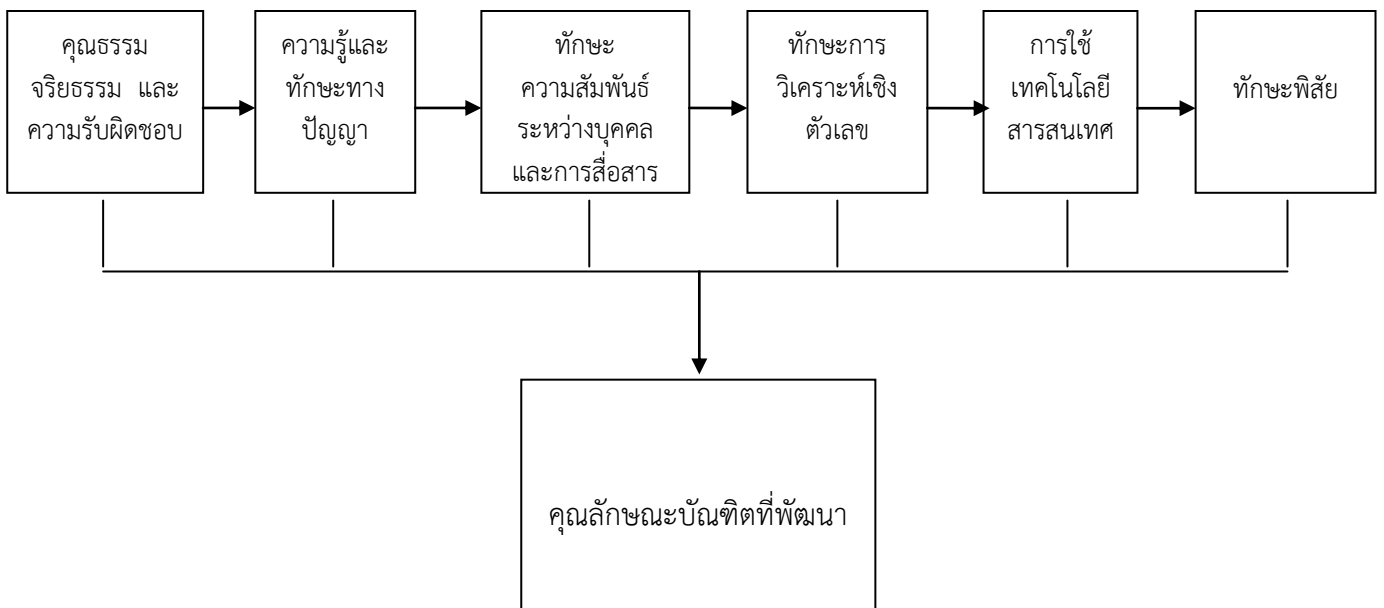 คุณธรรม
จริยธรรม และ
ความรับผิดชอบ
ความรู้และ
ทักษะทาง
ปัญญา
ทักษะ
ความสัมพันธ์
ระหว่างบุคคล
และการสื่อสาร
ทักษะการ
วิเคราะห์เชิง
ตัวเลข
การใช้
เทคโนโลยี
สารสนเทศ
ทักษะพิสัย
คุณลักษณะบัณฑิตที่พัฒนา